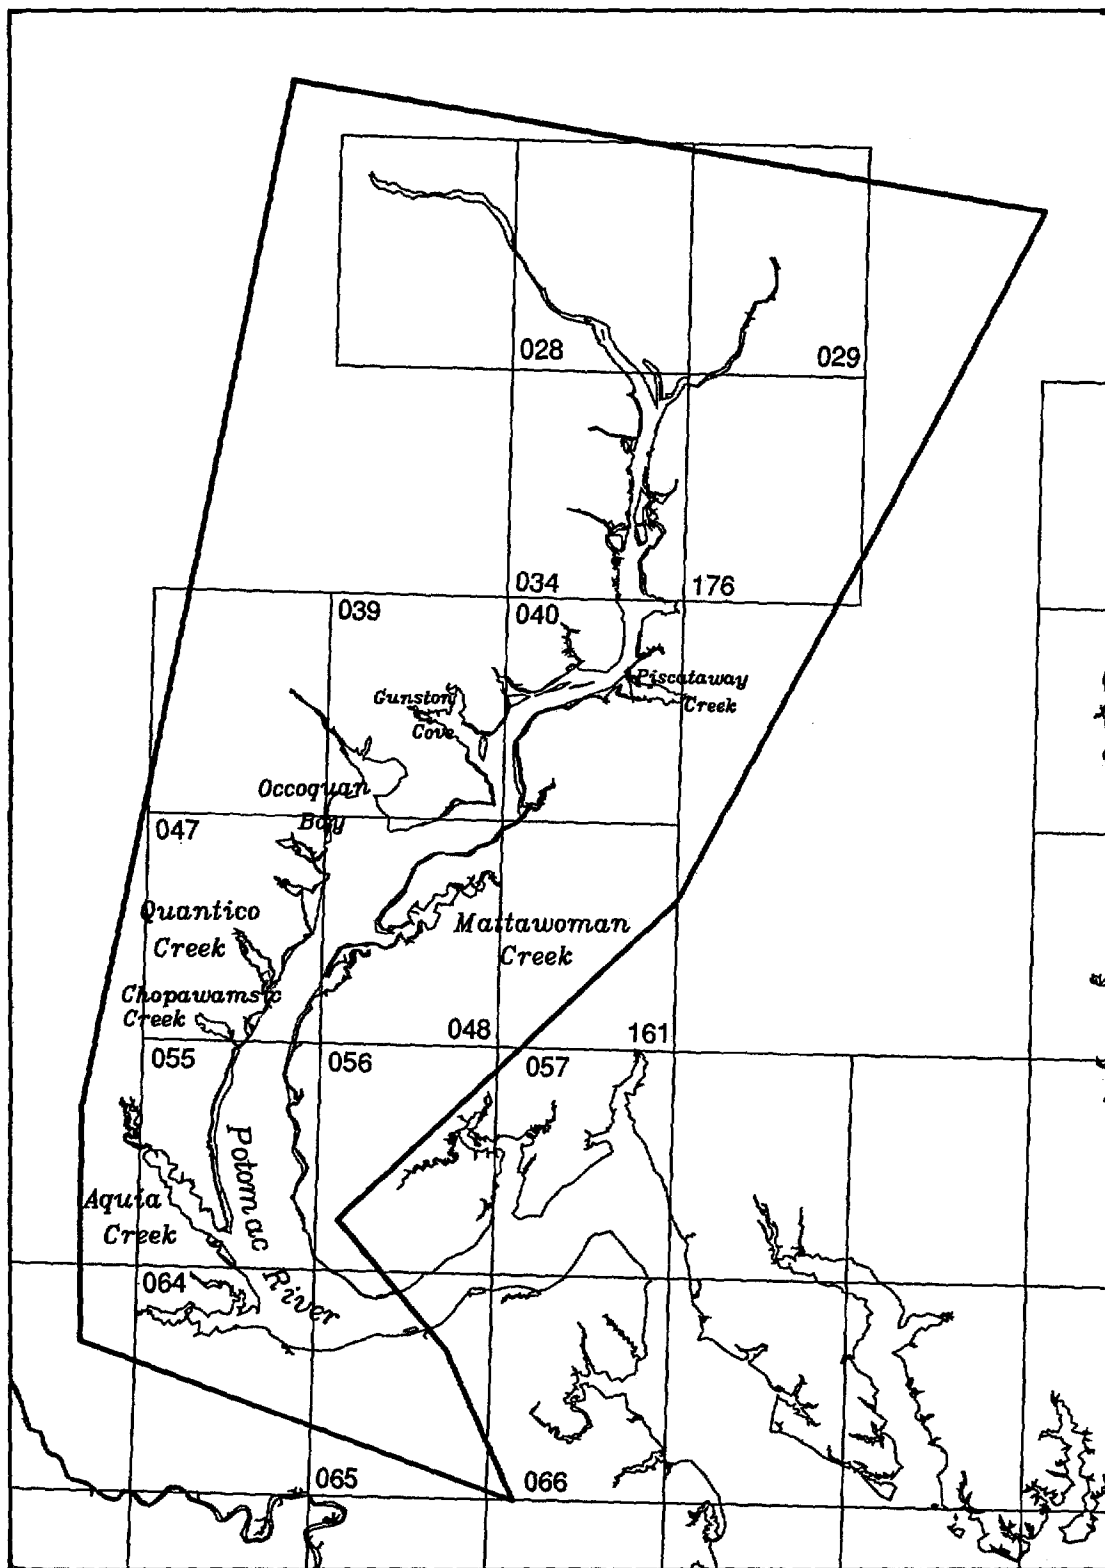 028
029
034
176
039
040
Piscataway
Creek
Gunston
Cove
Occoquan
Bay
047
Quantico
Creek
Mattawoman
Creek
Chopawamsic
Creek
048
161
055
056
057
Potomac
River
Aquia
Creek
064
065
066